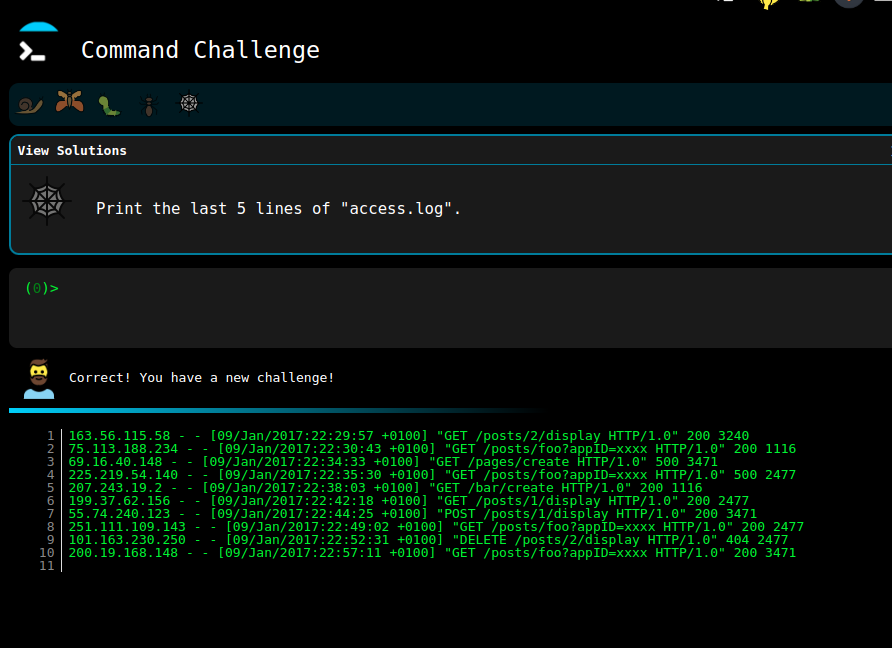 Command Challenge
View Solutions
Print the last 5 lines of "access.log".
(0)>
Correct! You have a new challenge!
1 163.56.115.58 - - [09/Jan/2017:22:29:57 +0100] "GET /posts/2/display HTTP/1.0" 200 3240
2 75.113.188.234 - - [09/Jan/2017:22:30:43 +0100] "GET /posts/foo?appID=xxxx HTTP/1.0" 200 1116
3 69.16.40.148 - - [09/Jan/2017:22:34:33 +0100] "GET /pages/create HTTP/1.0" 500 3471
4 225.219.54.140 - - [09/Jan/2017:22:35:30 +0100] "GET /posts/foo?appID=xxxx HTTP/1.0" 500 2477
5 207.243.19.2 - - [09/Jan/2017:22:38:03 +0100] "GET /bar/create HTTP/1.0" 200 1116
6 199.37.62.156 - - [09/Jan/2017:22:42:18 +0100] "GET /posts/1/display HTTP/1.0" 200 2477
7 55.74.240.123 - - [09/Jan/2017:22:44:25 +0100] "POST /posts/1/display HTTP/1.0" 200 3471
8 251.111.109.143 - - [09/Jan/2017:22:49:02 +0100] "GET /posts/foo?appID=xxxx HTTP/1.0" 200 2477
9 101.163.230.250 - - [09/Jan/2017:22:52:31 +0100] "DELETE /posts/2/display HTTP/1.0" 404 2477
10 200.19.168.148 - - [09/Jan/2017:22:57:11 +0100] "GET /posts/foo?appID=xxxx HTTP/1.0" 200 3471
11